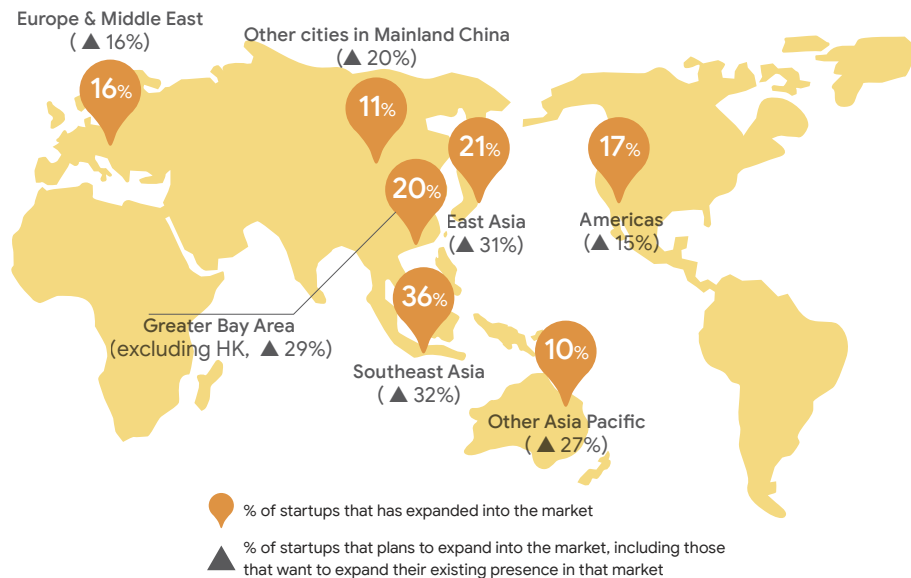 Europe & Middle East
( ▲ 16%)
16%
Other cities in Mainland China
(▲ 20%)
11%
21%
East Asia
(▲ 31%)
17%
Americas
(▲ 15%)
20%
Greater Bay Area
(excluding HK, ▲ 29%)
36%
Southeast Asia
( ▲ 32%)
10%
Other Asia Pacific
( ▲ 27%)
% of startups that has expanded into the market
% of startups that plans to expand into the market, including those
that want to expand their existing presence in that market